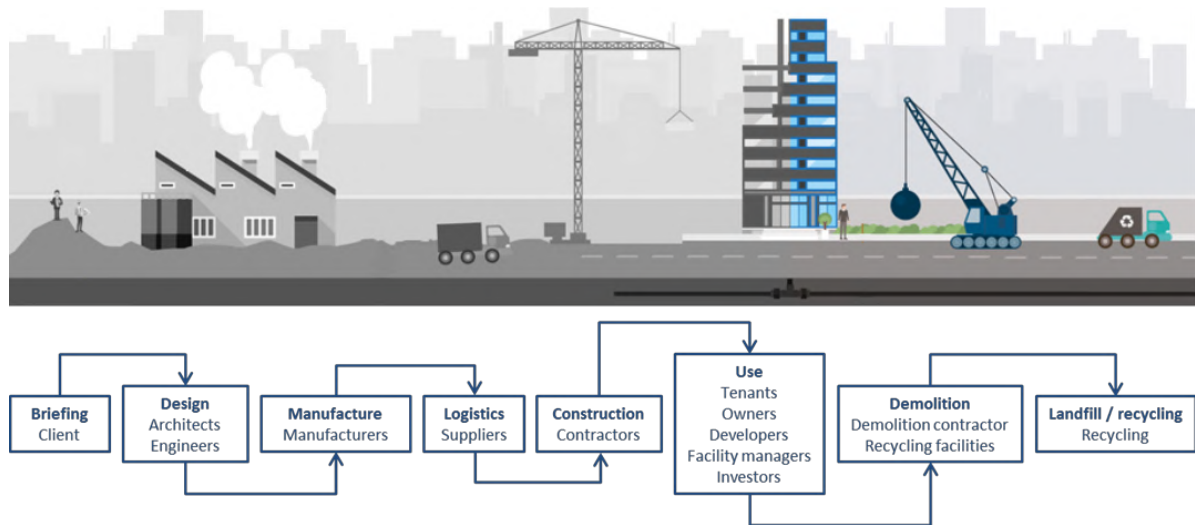 Briefing
Client
Design
Architects
Engineers
Manufacture
Manufacturers
Logistics
Suppliers
Construction
Contractors
Use
Tenants
Owners
Developers
Facility managers
Investors
Demolition
Demolition contractor
Recycling facilities
Landfill / recycling
Recycling